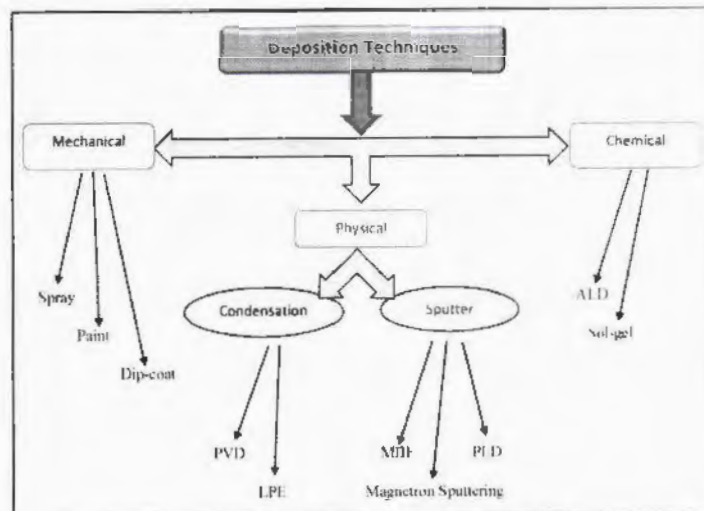 Deposition Techniques
Mechanical
Chemical
Physical
Spray
Paint
Dip-coat
Condensation
Sputter
ALD
Sol-gel
PVD
LPE
MBE
PLD
Magnetron Sputtering